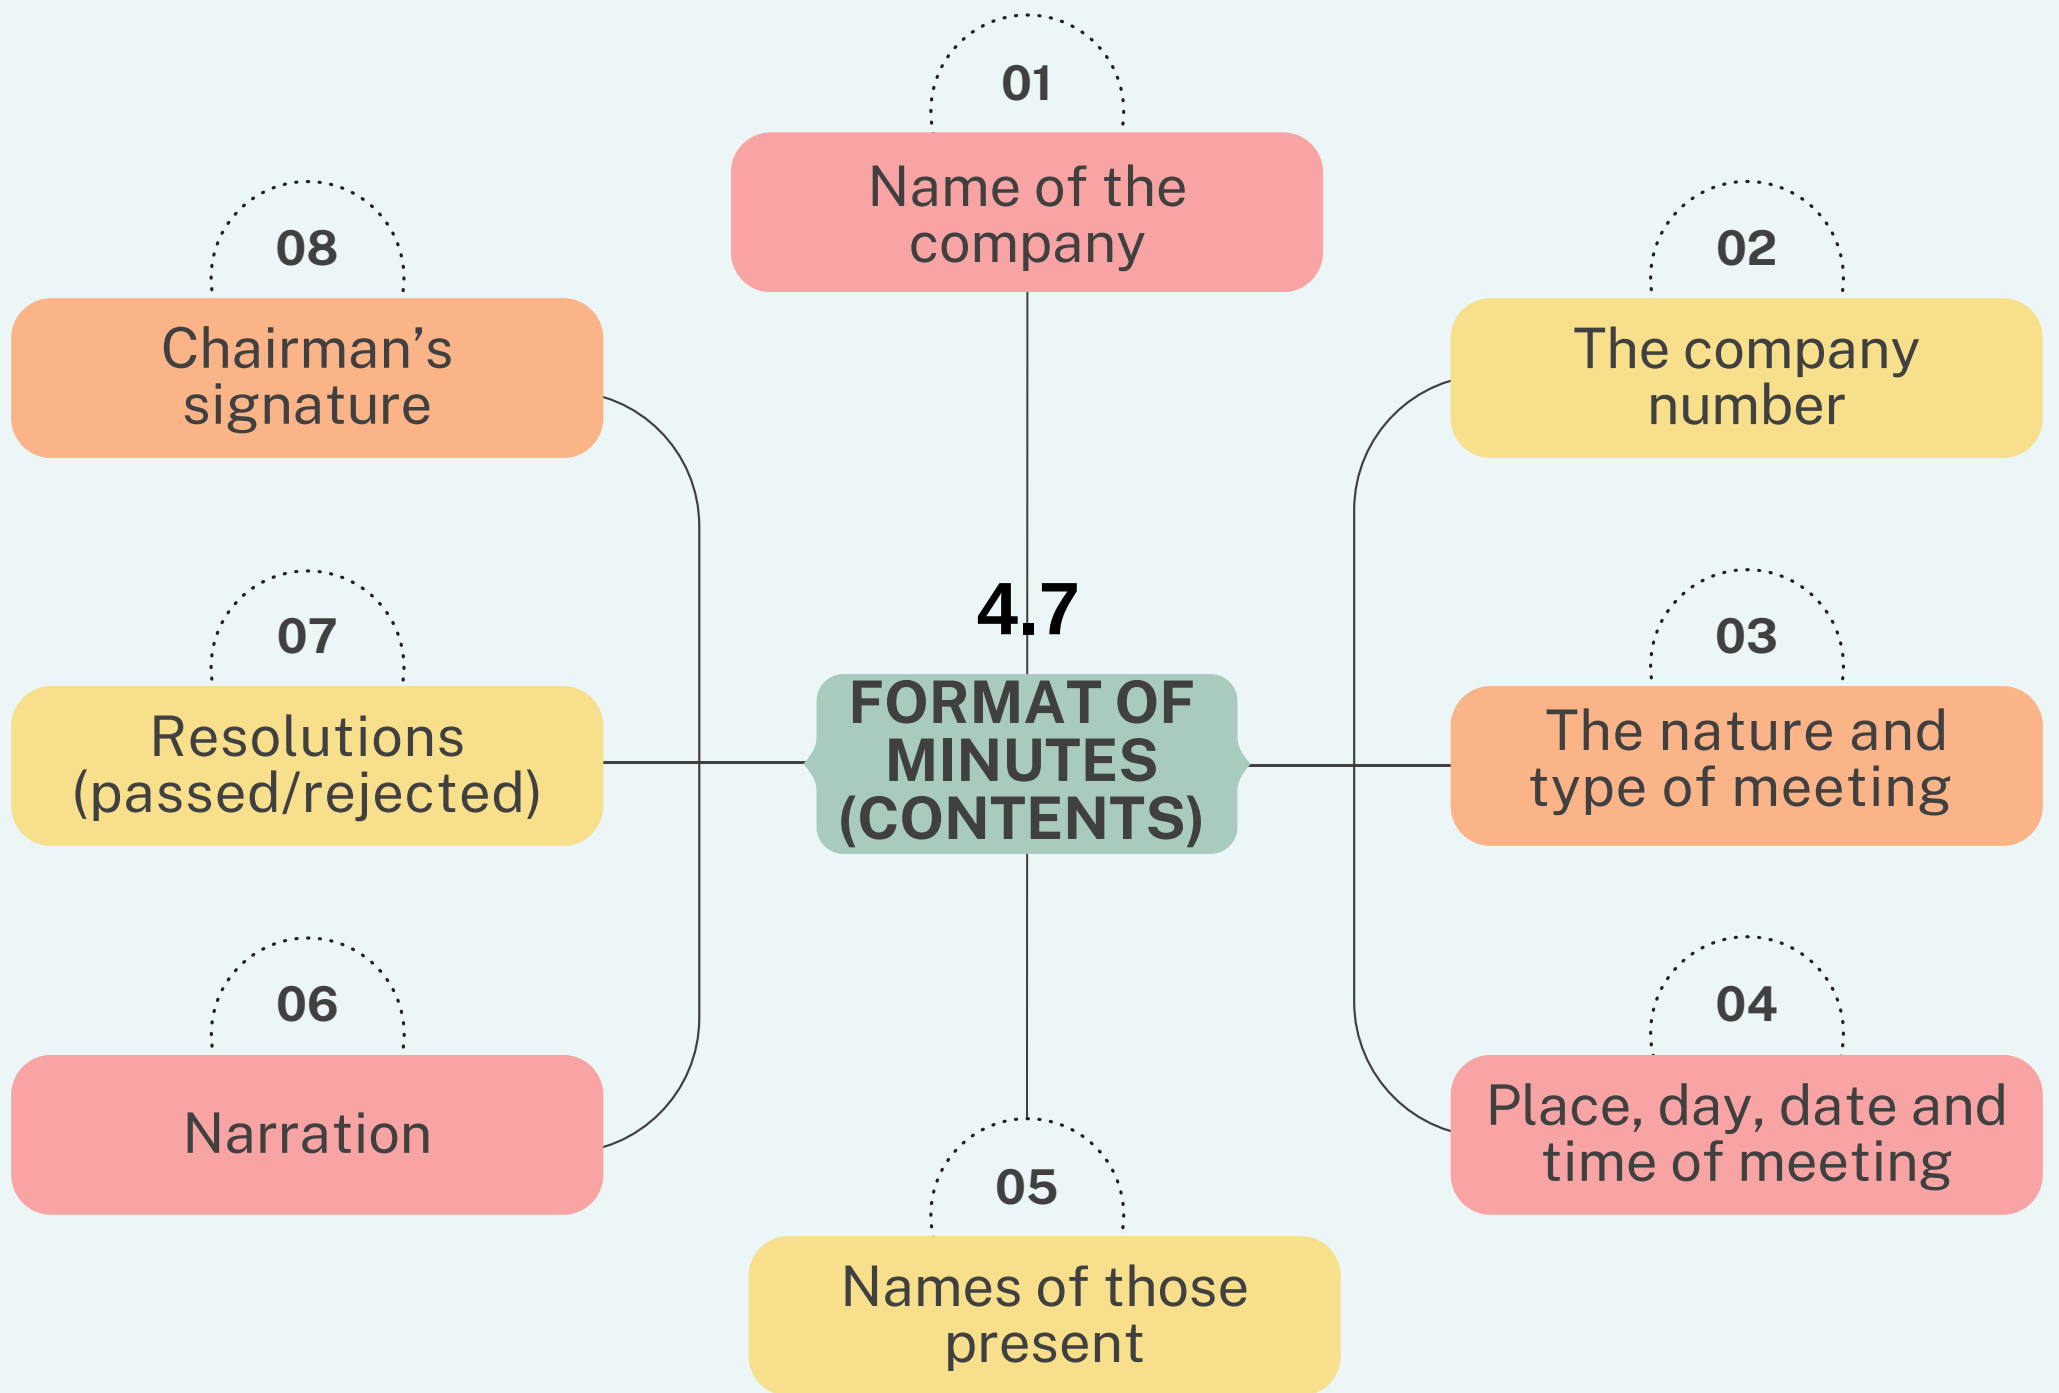 01
Name of the
company
02
The company
number
03
The nature and
type of meeting
04
Place, day, date and
time of meeting
05
Names of those
present
06
Narration
07
Resolutions
(passed/rejected)
08
Chairman’s
signature
4.7
FORMAT OF
MINUTES
(CONTENTS)